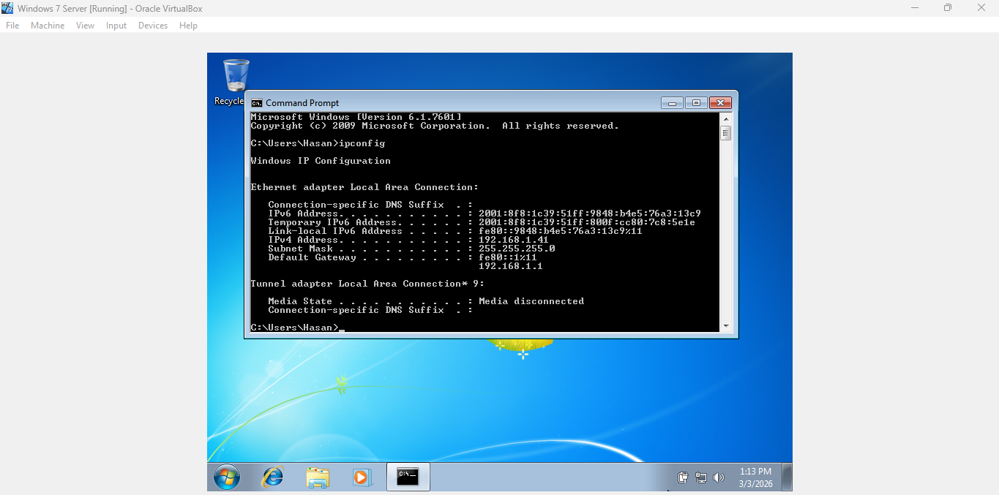 Windows 7 Server [Running] - Oracle VirtualBox
File Machine View Input Devices Help
Recycle
Command Prompt
Microsoft Windows [Version 6.1.7601]
Copyright (c) 2009 Microsoft Corporation.  All rights reserved.
C:\Users\Hasan>ipconfig
Windows IP Configuration
Ethernet adapter Local Area Connection:
Connection-specific DNS Suffix  . :
IPv6 Address. . . . . . . . . . . : 2001:8f8:1c39:51ff:9848:b4e5:76a3:13c9
Temporary IPv6 Address. . . . . . : 2001:8f8:1c39:51ff:800f:cc80:7c8:5e1e
Link-local IPv6 Address . . . . . : fe80::9848:b4e5:76a3:13c9%11
IPv4 Address. . . . . . . . . . . : 192.168.1.41
Subnet Mask . . . . . . . . . . . : 255.255.255.0
Default Gateway . . . . . . . . . : fe80::1%11
192.168.1.1
Tunnel adapter Local Area Connection* 9:
Media State . . . . . . . . . . . : Media disconnected
Connection-specific DNS Suffix  . :
C:\Users\Hasan>_
1:13 PM
3/3/2026